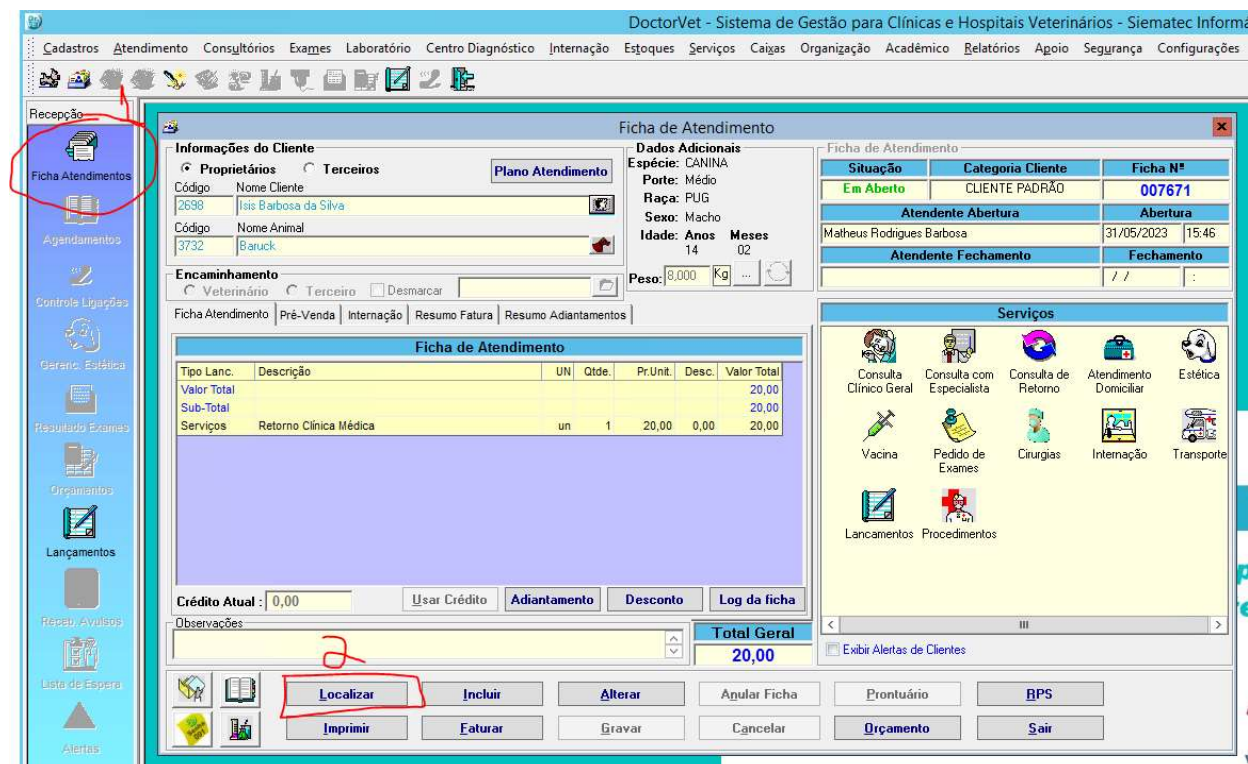 DoctorVet - Sistema de Gestão para Clínicas e Hospitais Veterinários - Siematec Informá
Cadastros Atendimento Consultórios Exames Laboratório Centro Diagnóstico Internação Estoques Serviços Caixas Organização Acadêmico Relatórios Apoio Segurança Configurações
1
Recepção
Ficha Atendimentos
Agendamentos
Controle Ligações
Gerenc. Estética
Resultado Exames
Orçamentos
Lançamentos
Receb. Avulsos
Lista de Espera
Alertas
Ficha de Atendimento
Informações do Cliente
Proprietários Terceiros Plano Atendimento
Código Nome Cliente
2698 Isis Barbosa da Silva
Código Nome Animal
3732 Baruck
Encaminhamento
Veterinário Terceiro Desmarcar
Dados Adicionais
Espécie: CANINA
Porte: Médio
Raça: PUG
Sexo: Macho
Idade: Anos Meses
14 02
Peso: 8,000 Kg ...
Ficha de Atendimento
Situação Categoria Cliente Ficha Nº
Em Aberto CLIENTE PADRÃO 007671
Atendente Abertura Abertura
Matheus Rodrigues Barbosa 31/05/2023 15:46
Atendente Fechamento Fechamento
/ / :
Ficha Atendimento Pré-Venda Internação Resumo Fatura Resumo Adiantamentos
Ficha de Atendimento
Tipo Lanc. Descrição UN Qtde. Pr.Unit. Desc. Valor Total
Valor Total 20,00
Sub-Total 20,00
Serviços Retorno Clínica Médica un 1 20,00 0,00 20,00
Crédito Atual : 0,00 Usar Crédito Adiantamento Desconto Log da ficha
Observações
Total Geral
20,00
Serviços
Consulta Clínico Geral
Consulta com Especialista
Consulta de Retorno
Atendimento Domiciliar
Estética
Vacina
Pedido de Exames
Cirurgias
Internação
Transporte
Lancamentos
Procedimentos
Exibir Alertas de Clientes
2
Localizar Incluir Alterar Anular Ficha Prontuário RPS
Imprimir Faturar Gravar Cancelar Orçamento Sair